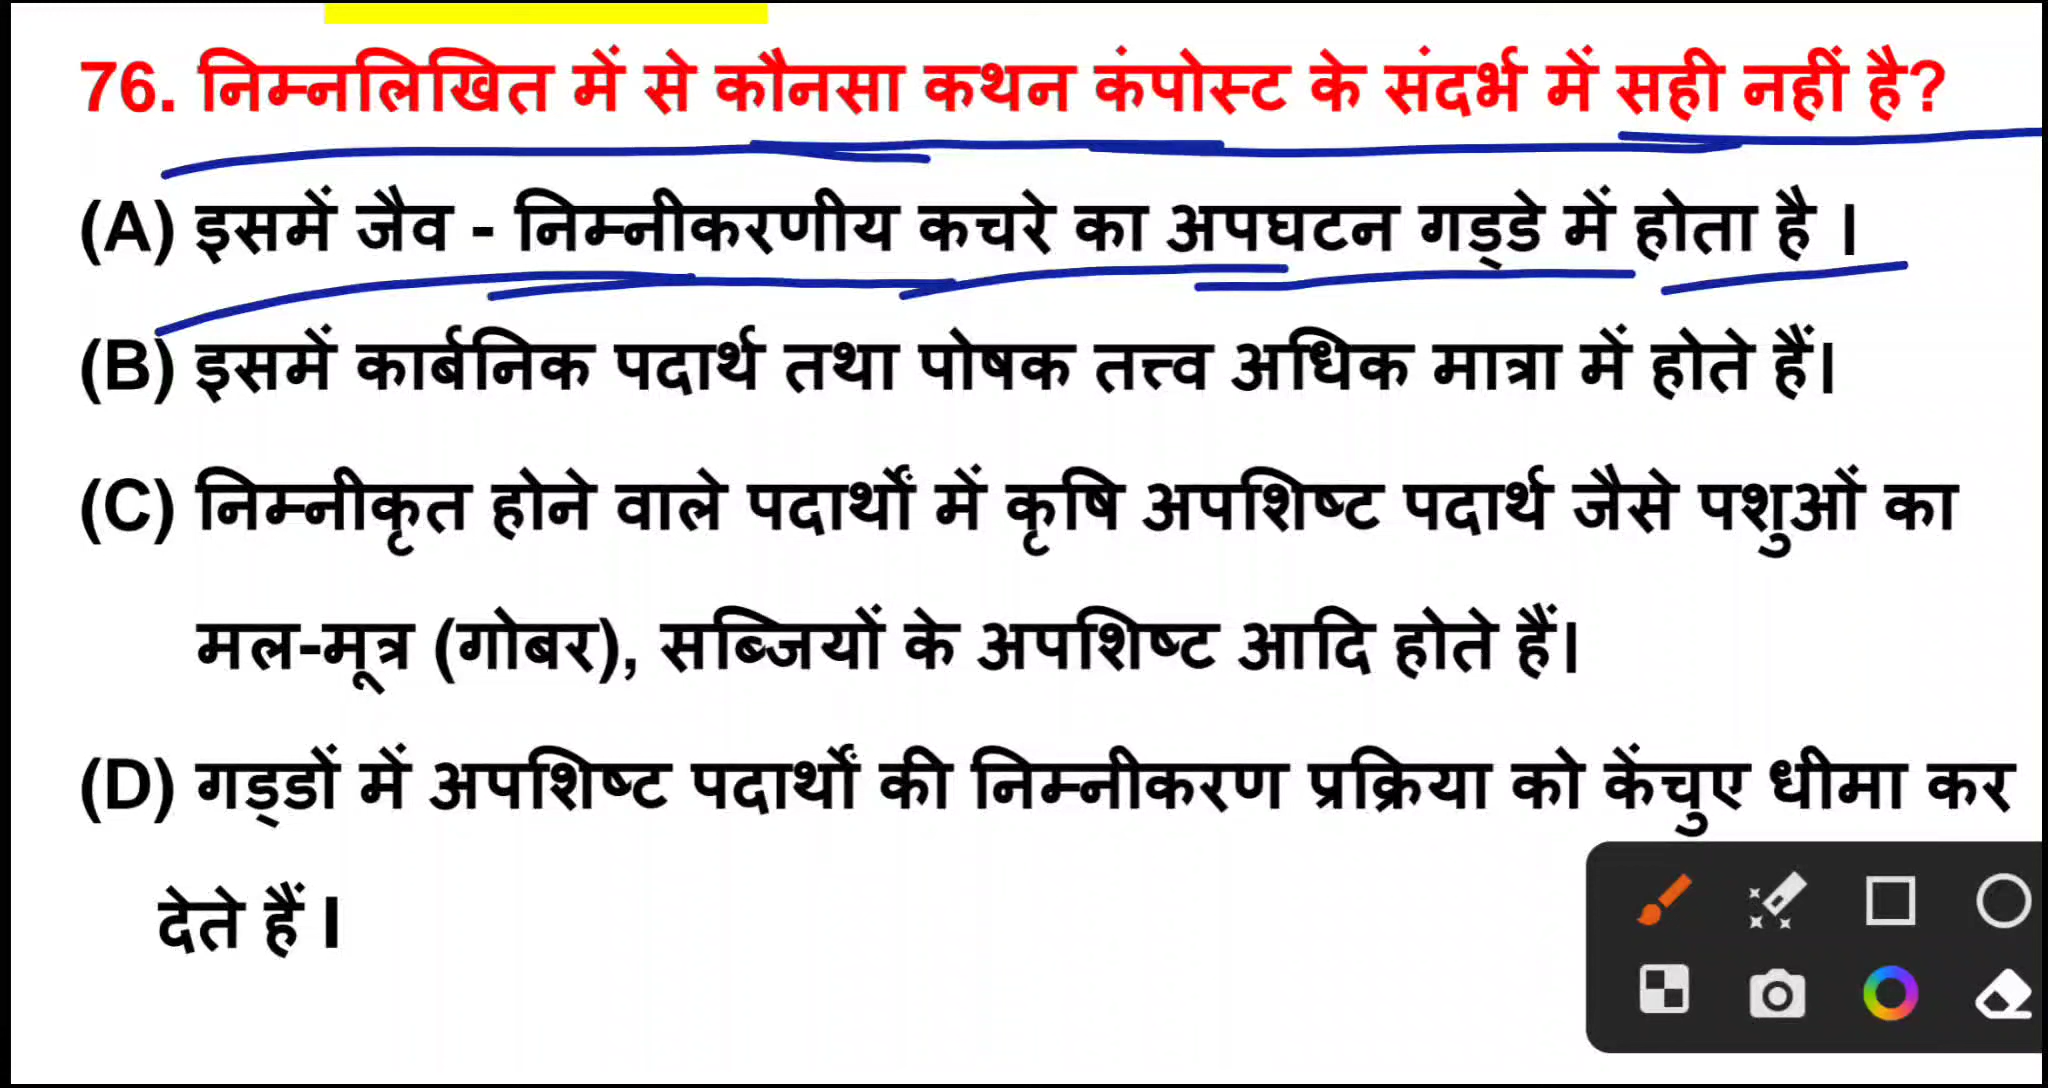 76. निम्नलिखित में से कौनसा कथन कंपोस्ट के संदर्भ में सही नहीं है?
(A) इसमें जैव - निम्नीकरणीय कचरे का अपघटन गड्डे में होता है ।
(B) इसमें कार्बनिक पदार्थ तथा पोषक तत्त्व अधिक मात्रा में होते हैं।
(C) निम्नीकृत होने वाले पदार्थों में कृषि अपशिष्ट पदार्थ जैसे पशुओं का
मल-मूत्र (गोबर), सब्जियों के अपशिष्ट आदि होते हैं।
(D) गड्डों में अपशिष्ट पदार्थों की निम्नीकरण प्रक्रिया को केंचुए धीमा कर
देते हैं ।